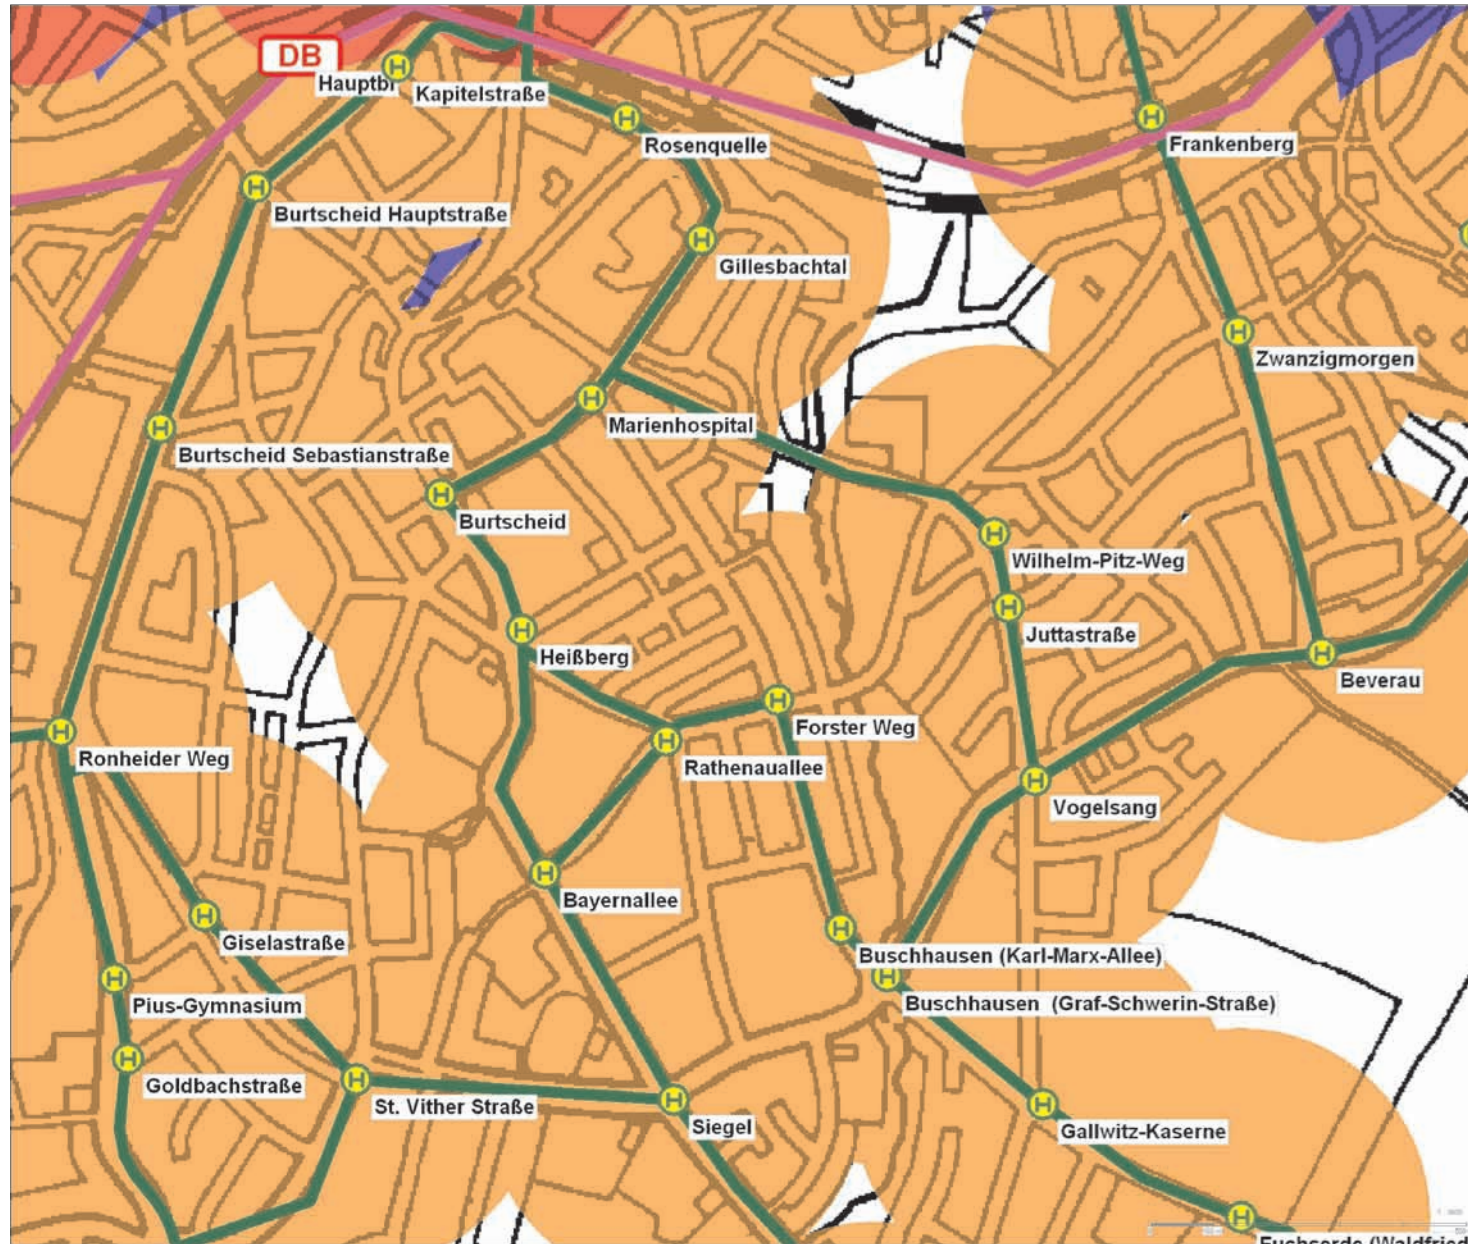 DB
Hauptb
Kapitelstraße
Rosenquelle
Frankenberg
Burtscheid Hauptstraße
Gillesbachtal
Zwanzigmorgen
Marienhospital
Burtscheid Sebastianstraße
Burtscheid
Wilhelm-Pitz-Weg
Juttastraße
Heißberg
Beverau
Forster Weg
Ronheider Weg
Rathenauallee
Vogelsang
Bayernallee
Giselastraße
Buschhausen (Karl-Marx-Allee)
Pius-Gymnasium
Buschhausen (Graf-Schwerin-Straße)
Goldbachstraße
St. Vither Straße
Siegel
Gallwitz-Kaserne
(Waldfried